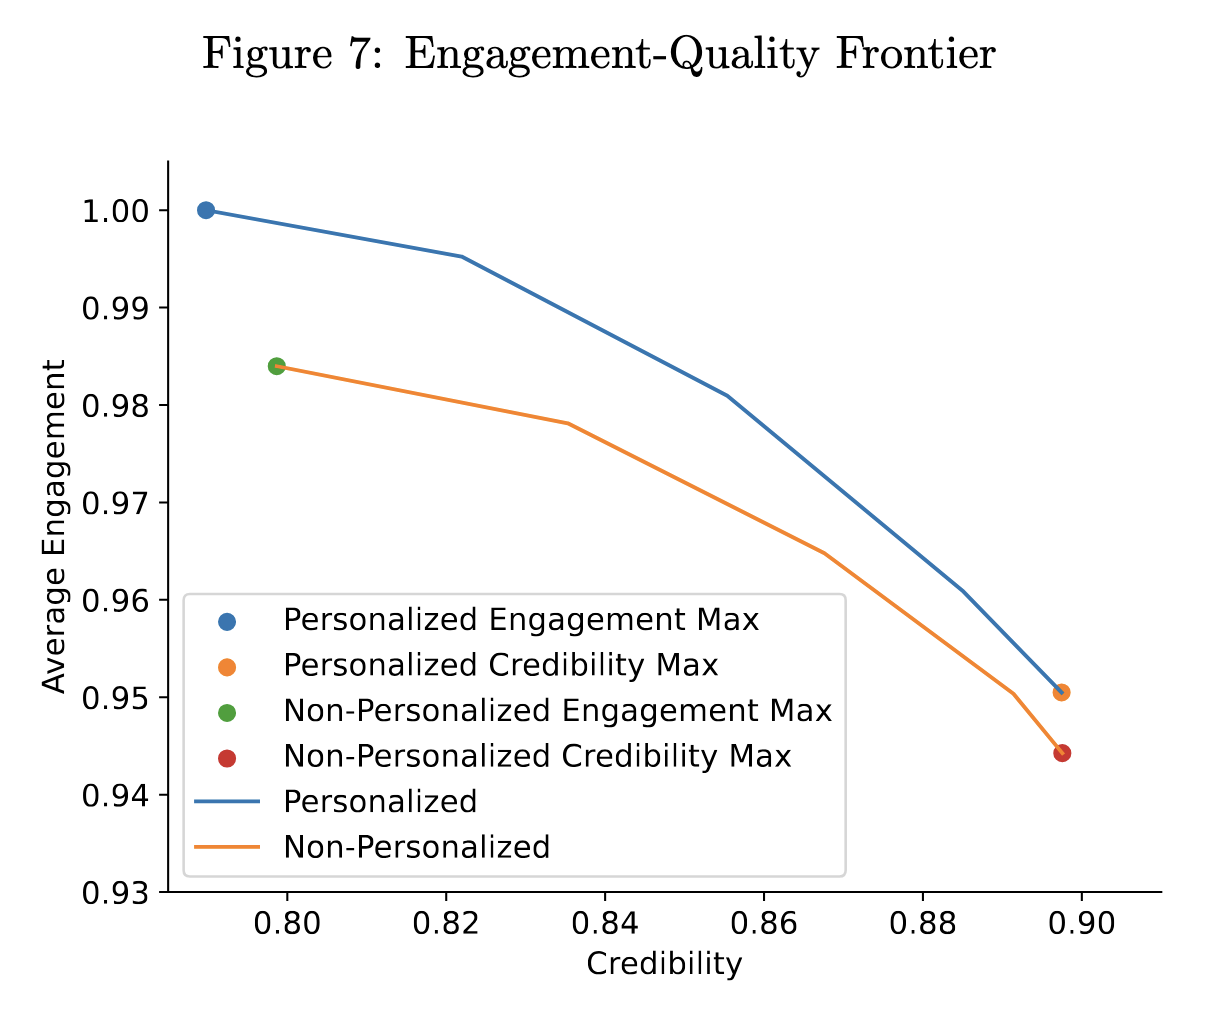 Figure 7: Engagement-Quality Frontier
1.00
0.99
0.98
0.97
0.96
0.95
0.94
0.93
Average Engagement
Personalized Engagement Max
Personalized Credibility Max
Non-Personalized Engagement Max
Non-Personalized Credibility Max
Personalized
Non-Personalized
0.80 0.82 0.84 0.86 0.88 0.90
Credibility